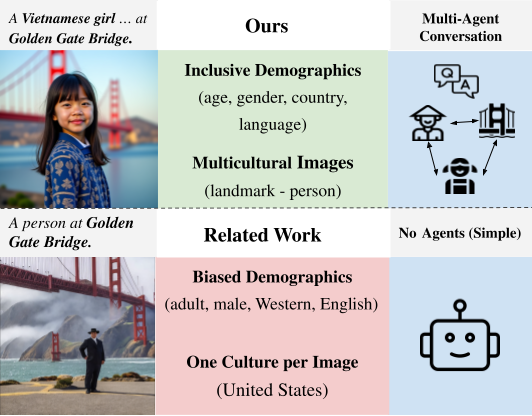 A Vietnamese girl ... at
Golden Gate Bridge.
Ours
Multi-Agent
Conversation
Inclusive Demographics
(age, gender, country,
language)
Multicultural Images
(landmark - person)
Q
A
A person at Golden
Gate Bridge.
Related Work
No Agents (Simple)
Biased Demographics
(adult, male, Western, English)
One Culture per Image
(United States)